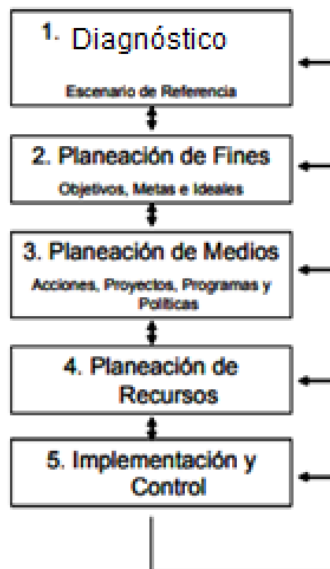 1. Diagnóstico
Escenario de Referencia
2. Planeación de Fines
Objetivos, Metas e Ideales
3. Planeación de Medios
Acciones, Proyectos, Programas y
Políticas
4. Planeación de
Recursos
5. Implementación y
Control